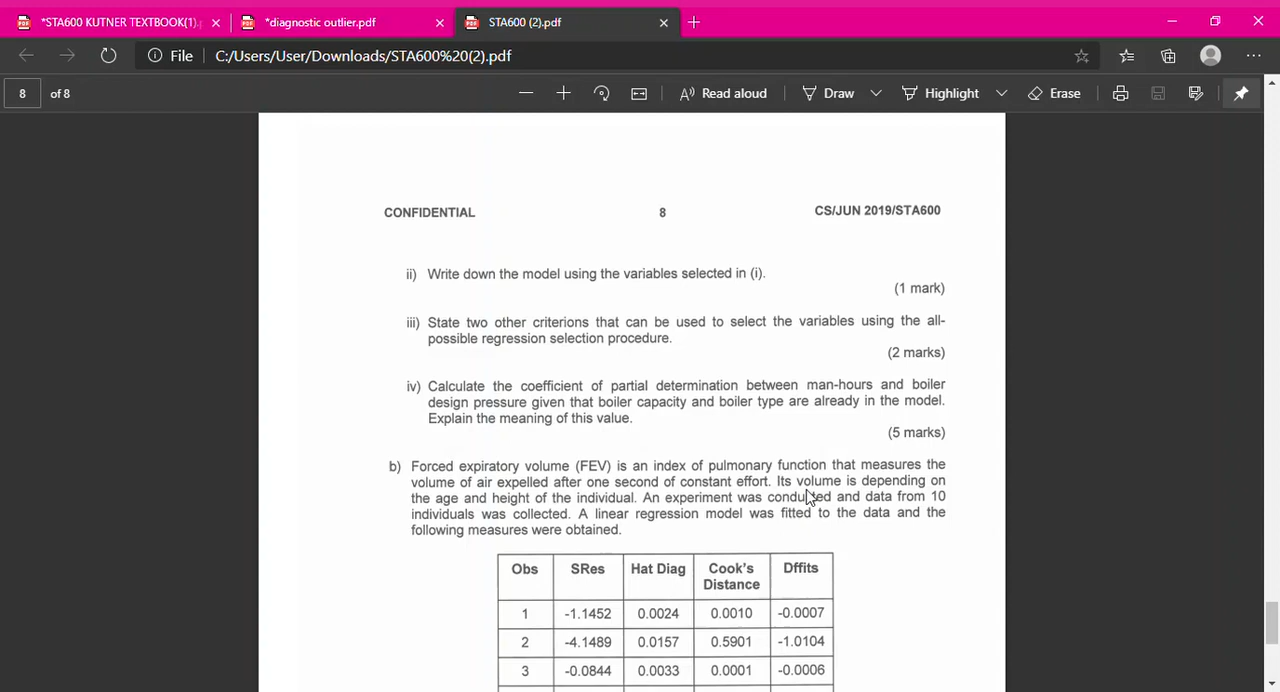 *STA600 KUTNER TEXTBOOK(1).
*diagnostic outlier.pdf
STA600 (2).pdf
File
C:/Users/User/Downloads/STA600%20(2).pdf
8
of 8
Read aloud
Draw
Highlight
Erase
CONFIDENTIAL
8
CS/JUN 2019/STA600
ii) Write down the model using the variables selected in (i).
(1 mark)
iii) State two other criterions that can be used to select the variables using the all-
possible regression selection procedure.
(2 marks)
iv) Calculate the coefficient of partial determination between man-hours and boiler
design pressure given that boiler capacity and boiler type are already in the model.
Explain the meaning of this value.
(5 marks)
b) Forced expiratory volume (FEV) is an index of pulmonary function that measures the
volume of air expelled after one second of constant effort. Its volume is depending on
the age and height of the individual. An experiment was conducted and data from 10
individuals was collected. A linear regression model was fitted to the data and the
following measures were obtained.
Obs SRes Hat Diag Cook's Distance Dffits
1 -1.1452 0.0024 0.0010 -0.0007
2 -4.1489 0.0157 0.5901 -1.0104
3 -0.0844 0.0033 0.0001 -0.0006